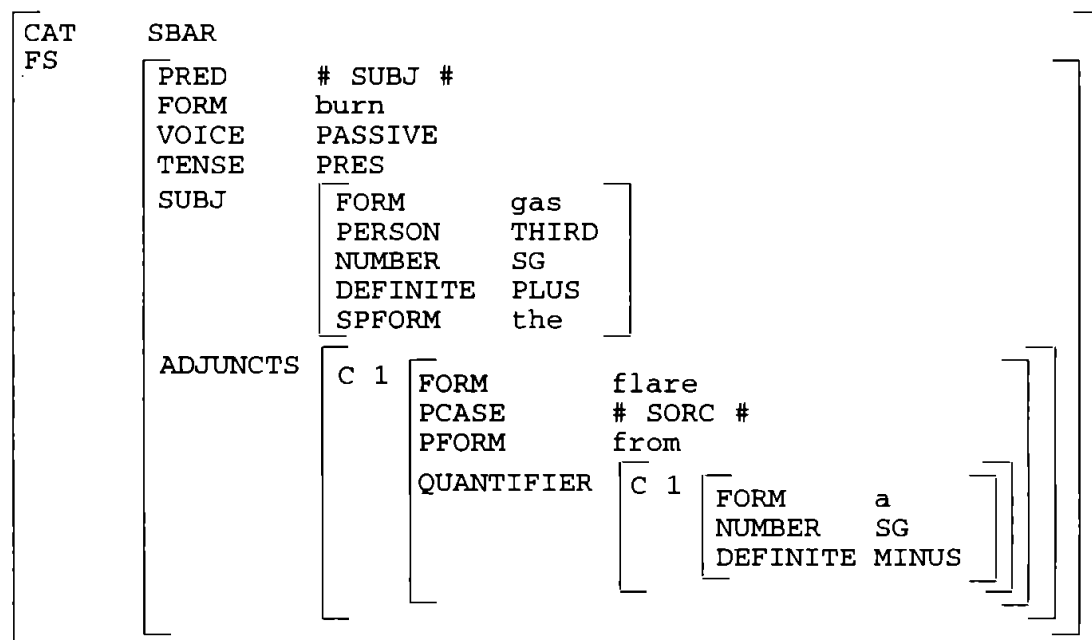 CAT SBAR
FS
PRED # SUBJ #
FORM burn
VOICE PASSIVE
TENSE PRES
SUBJ FORM gas
PERSON THIRD
NUMBER SG
DEFINITE PLUS
SPFORM the
ADJUNCTS C 1 FORM flare
PCASE # SORC #
PFORM from
QUANTIFIER C 1 FORM a
NUMBER SG
DEFINITE MINUS